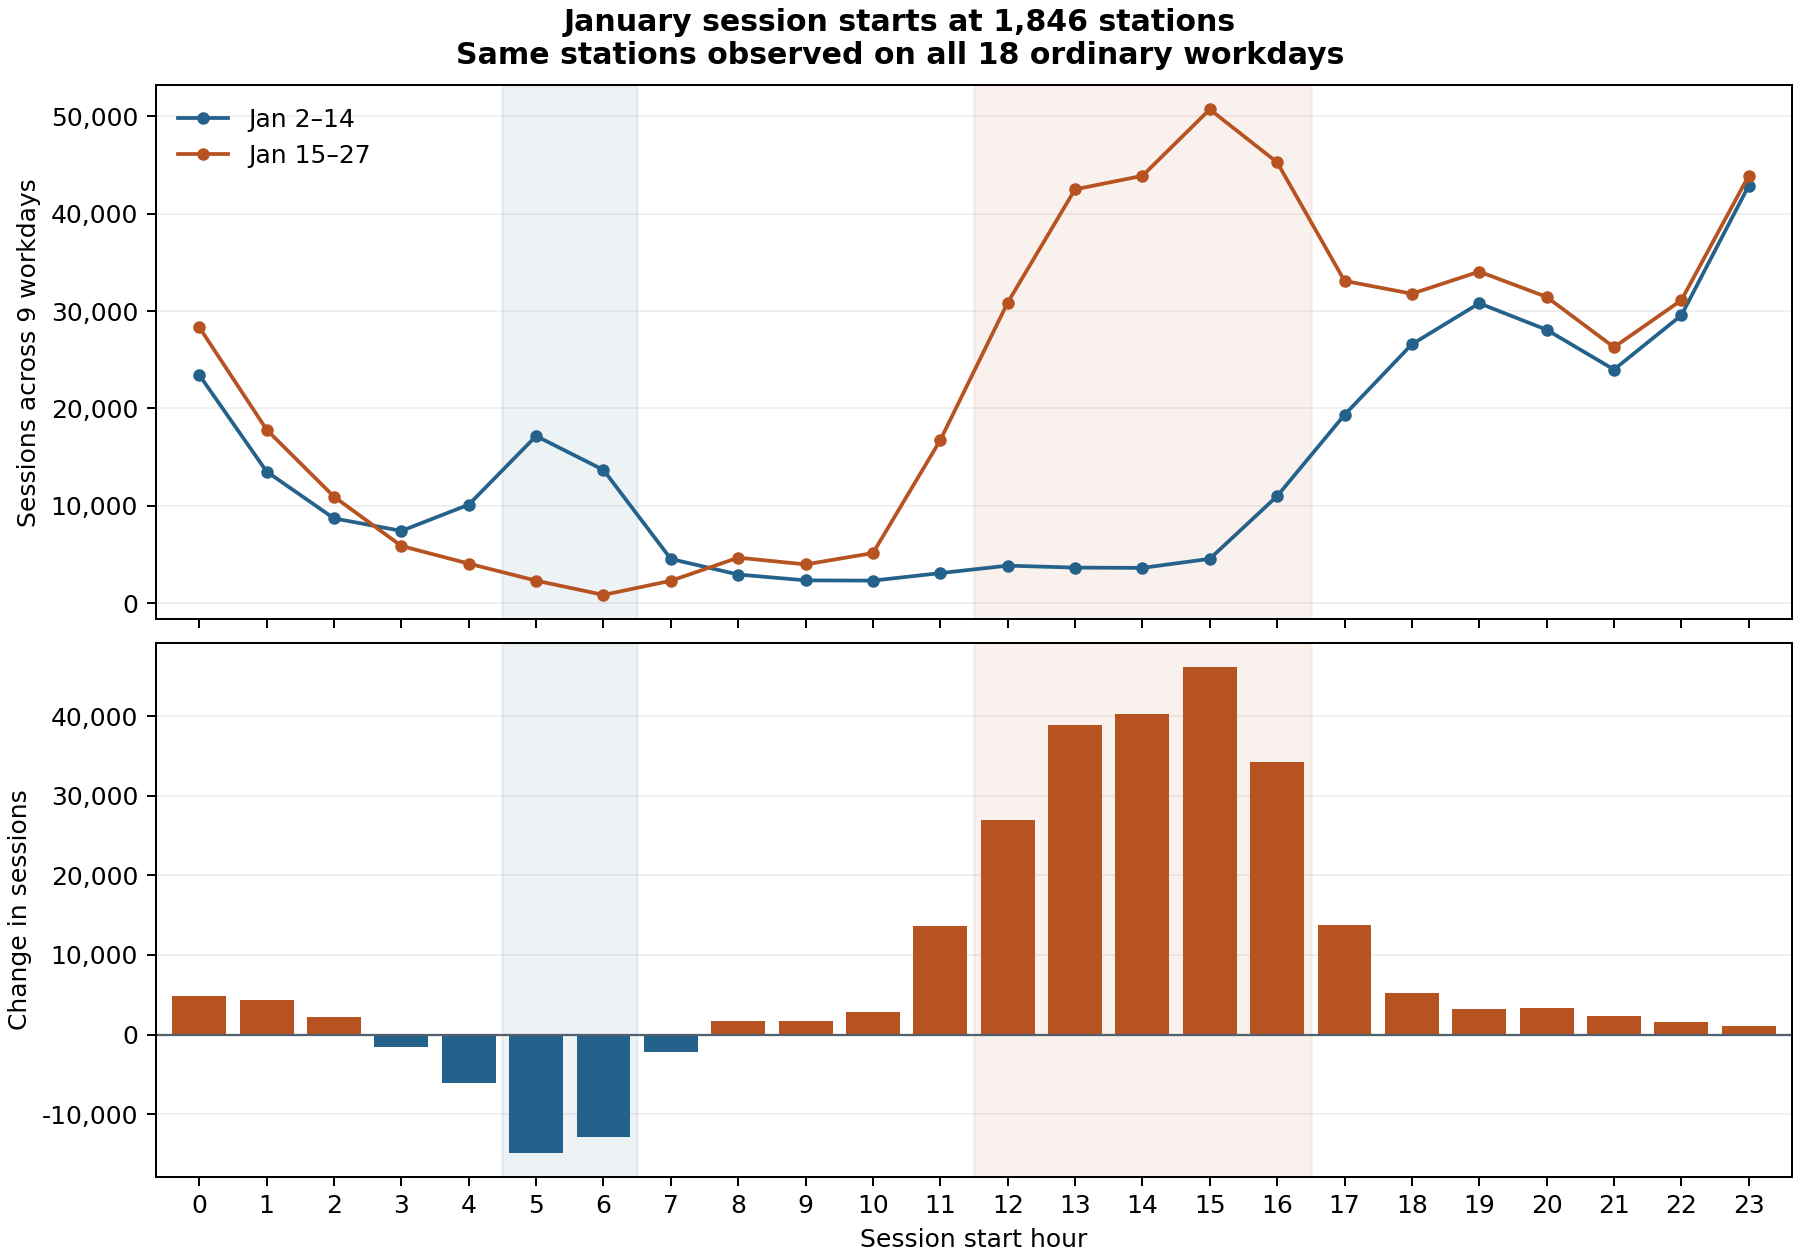 January session starts at 1,846 stations
Same stations observed on all 18 ordinary workdays
Jan 2–14
Jan 15–27
Sessions across 9 workdays
50,000
40,000
30,000
20,000
10,000
0
Change in sessions
40,000
30,000
20,000
10,000
0
-10,000
0 1 2 3 4 5 6 7 8 9 10 11 12 13 14 15 16 17 18 19 20 21 22 23
Session start hour